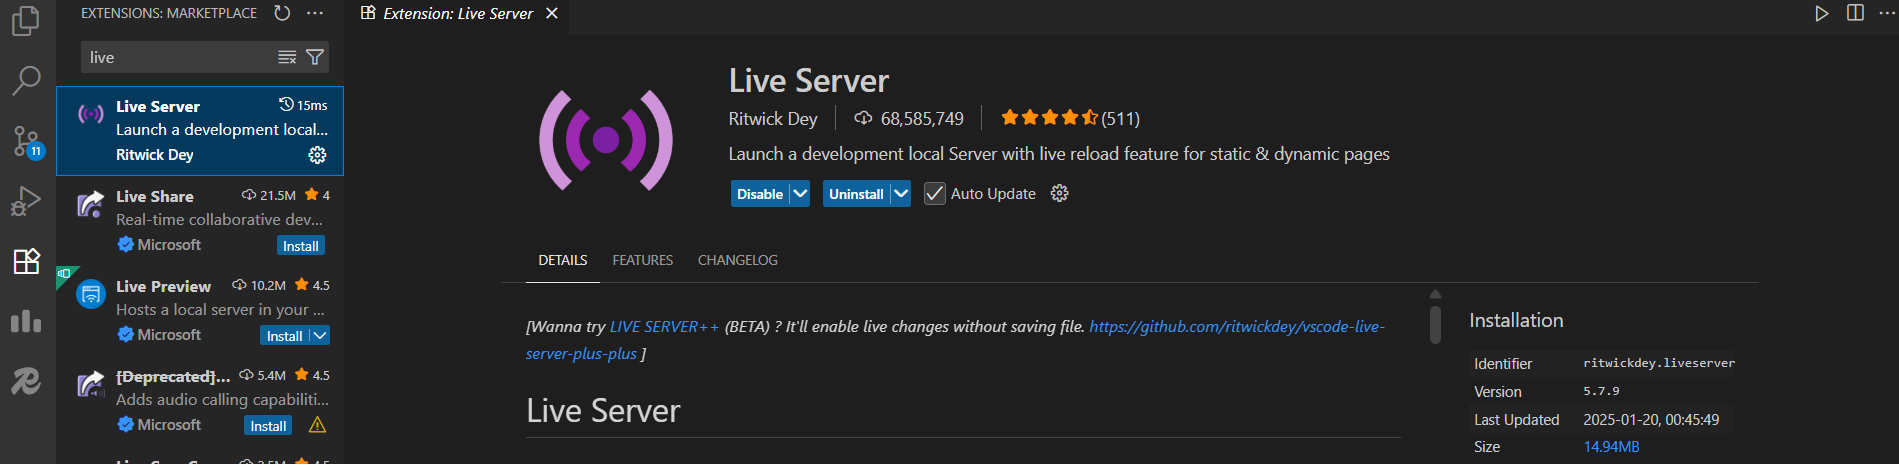 EXTENSIONS: MARKETPLACE
live
Live Server 15ms
Launch a development local...
Ritwick Dey
11
Live Share 21.5M 4
Real-time collaborative dev...
Microsoft Install
Live Preview 10.2M 4.5
Hosts a local server in your ...
Microsoft Install
[Deprecated]... 5.4M 4.5
Adds audio calling capabiliti...
Microsoft Install
Extension: Live Server
Live Server
Ritwick Dey 68,585,749 (511)
Launch a development local Server with live reload feature for static & dynamic pages
Disable Uninstall Auto Update
DETAILS FEATURES CHANGELOG
[Wanna try LIVE SERVER++ (BETA) ? It'll enable live changes without saving file. https://github.com/ritwickdey/vscode-live-
server-plus-plus ]
Live Server
Installation
Identifier ritwickdey.liveserver
Version 5.7.9
Last Updated 2025-01-20, 00:45:49
Size 14.94MB